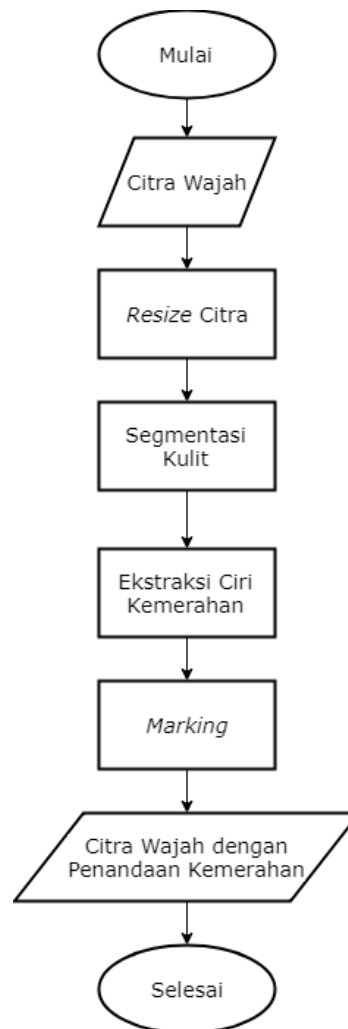 Mulai
Citra Wajah
Resize Citra
Segmentasi
Kulit
Ekstraksi Ciri
Kemerahan
Marking
Citra Wajah dengan
Penandaan Kemerahan
Selesai